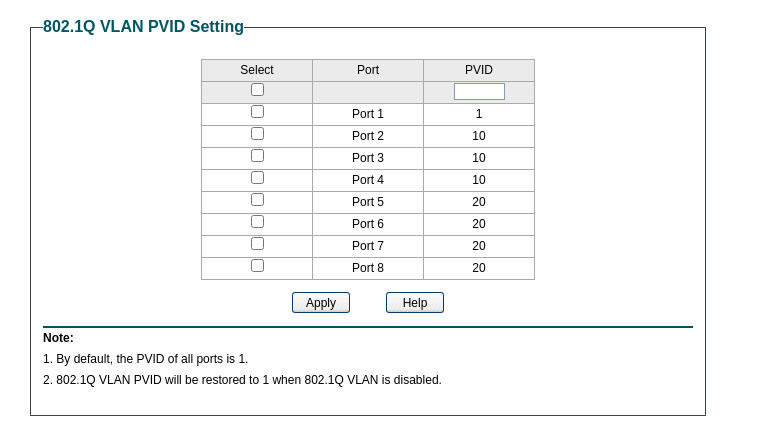 802.1Q VLAN PVID Setting
Select Port PVID
Port 1 1
Port 2 10
Port 3 10
Port 4 10
Port 5 20
Port 6 20
Port 7 20
Port 8 20
Apply Help
Note:
1. By default, the PVID of all ports is 1.
2. 802.1Q VLAN PVID will be restored to 1 when 802.1Q VLAN is disabled.